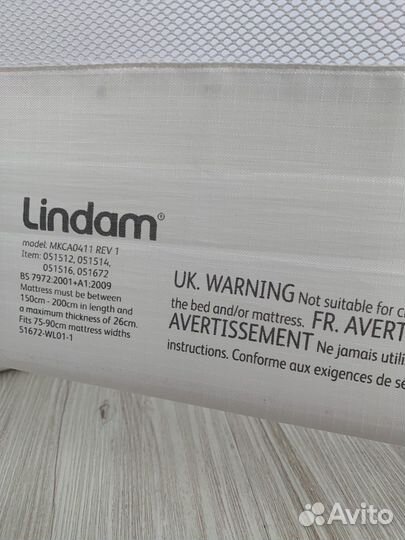 Lindam®
model: MKCA0411 REV 1
Item: 051512, 051514,
051516, 051672
BS 7972:2001+A1:2009
Mattress must be between
150cm - 200cm in length and
a maximum thickness of 26cm.
Fits 75-90cm mattress widths
51672-WL01-1
UK. WARNING Not suitable for
the bed and/or mattress. FR. AVERT
AVERTISSEMENT Ne jamais utili
instructions. Conforme aux exigences de sé
Avito